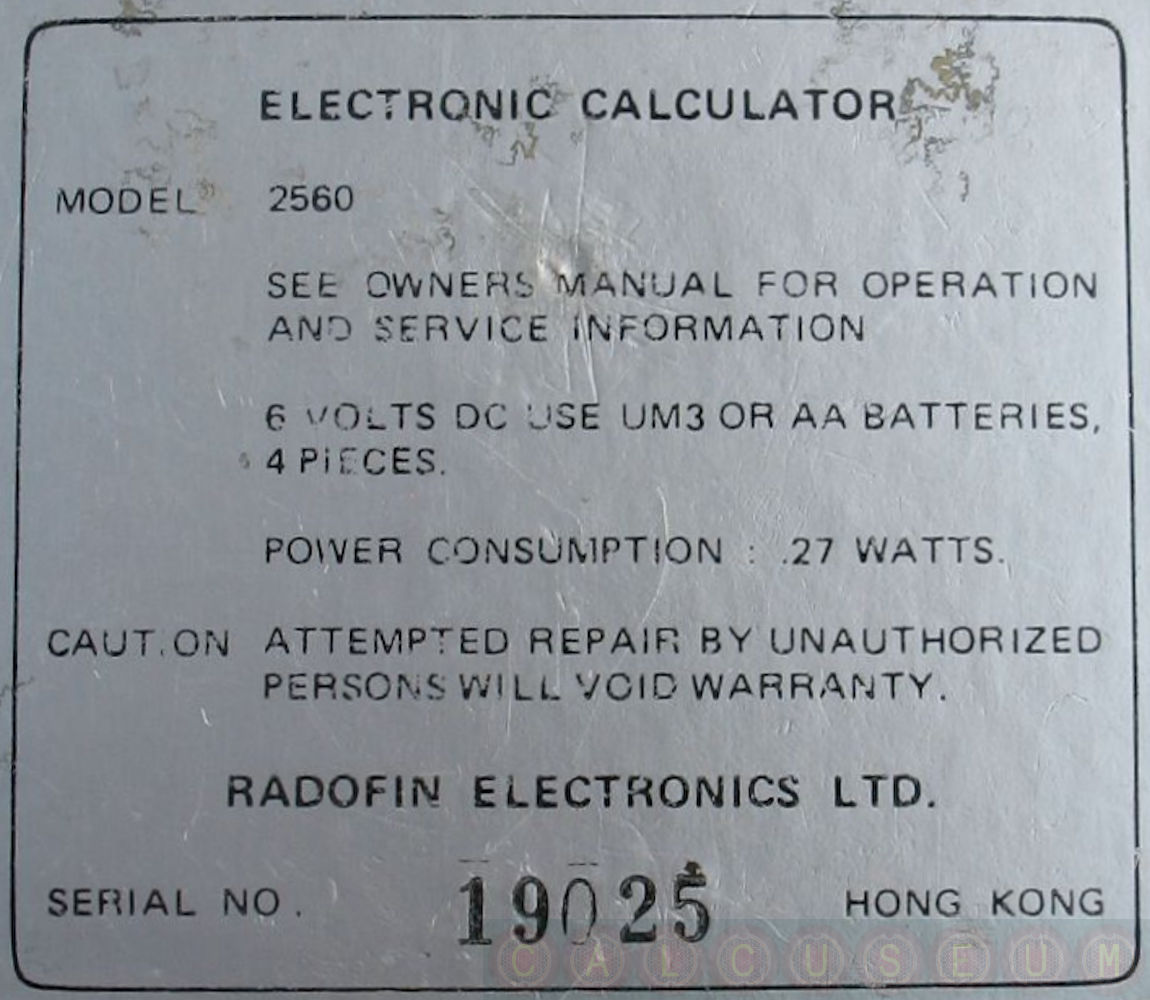 ELECTRONIC CALCULATOR
MODEL 2560
SEE OWNERS MANUAL FOR OPERATION
AND SERVICE INFORMATION
6 VOLTS DC USE UM3 OR AA BATTERIES,
4 PIECES.
POWER CONSUMPTION : .27 WATTS.
CAUTION ATTEMPTED REPAIR BY UNAUTHORIZED
PERSONS WILL VOID WARRANTY.
RADOFIN ELECTRONICS LTD.
SERIAL NO. 19025 HONG KONG
CALCUSEUM